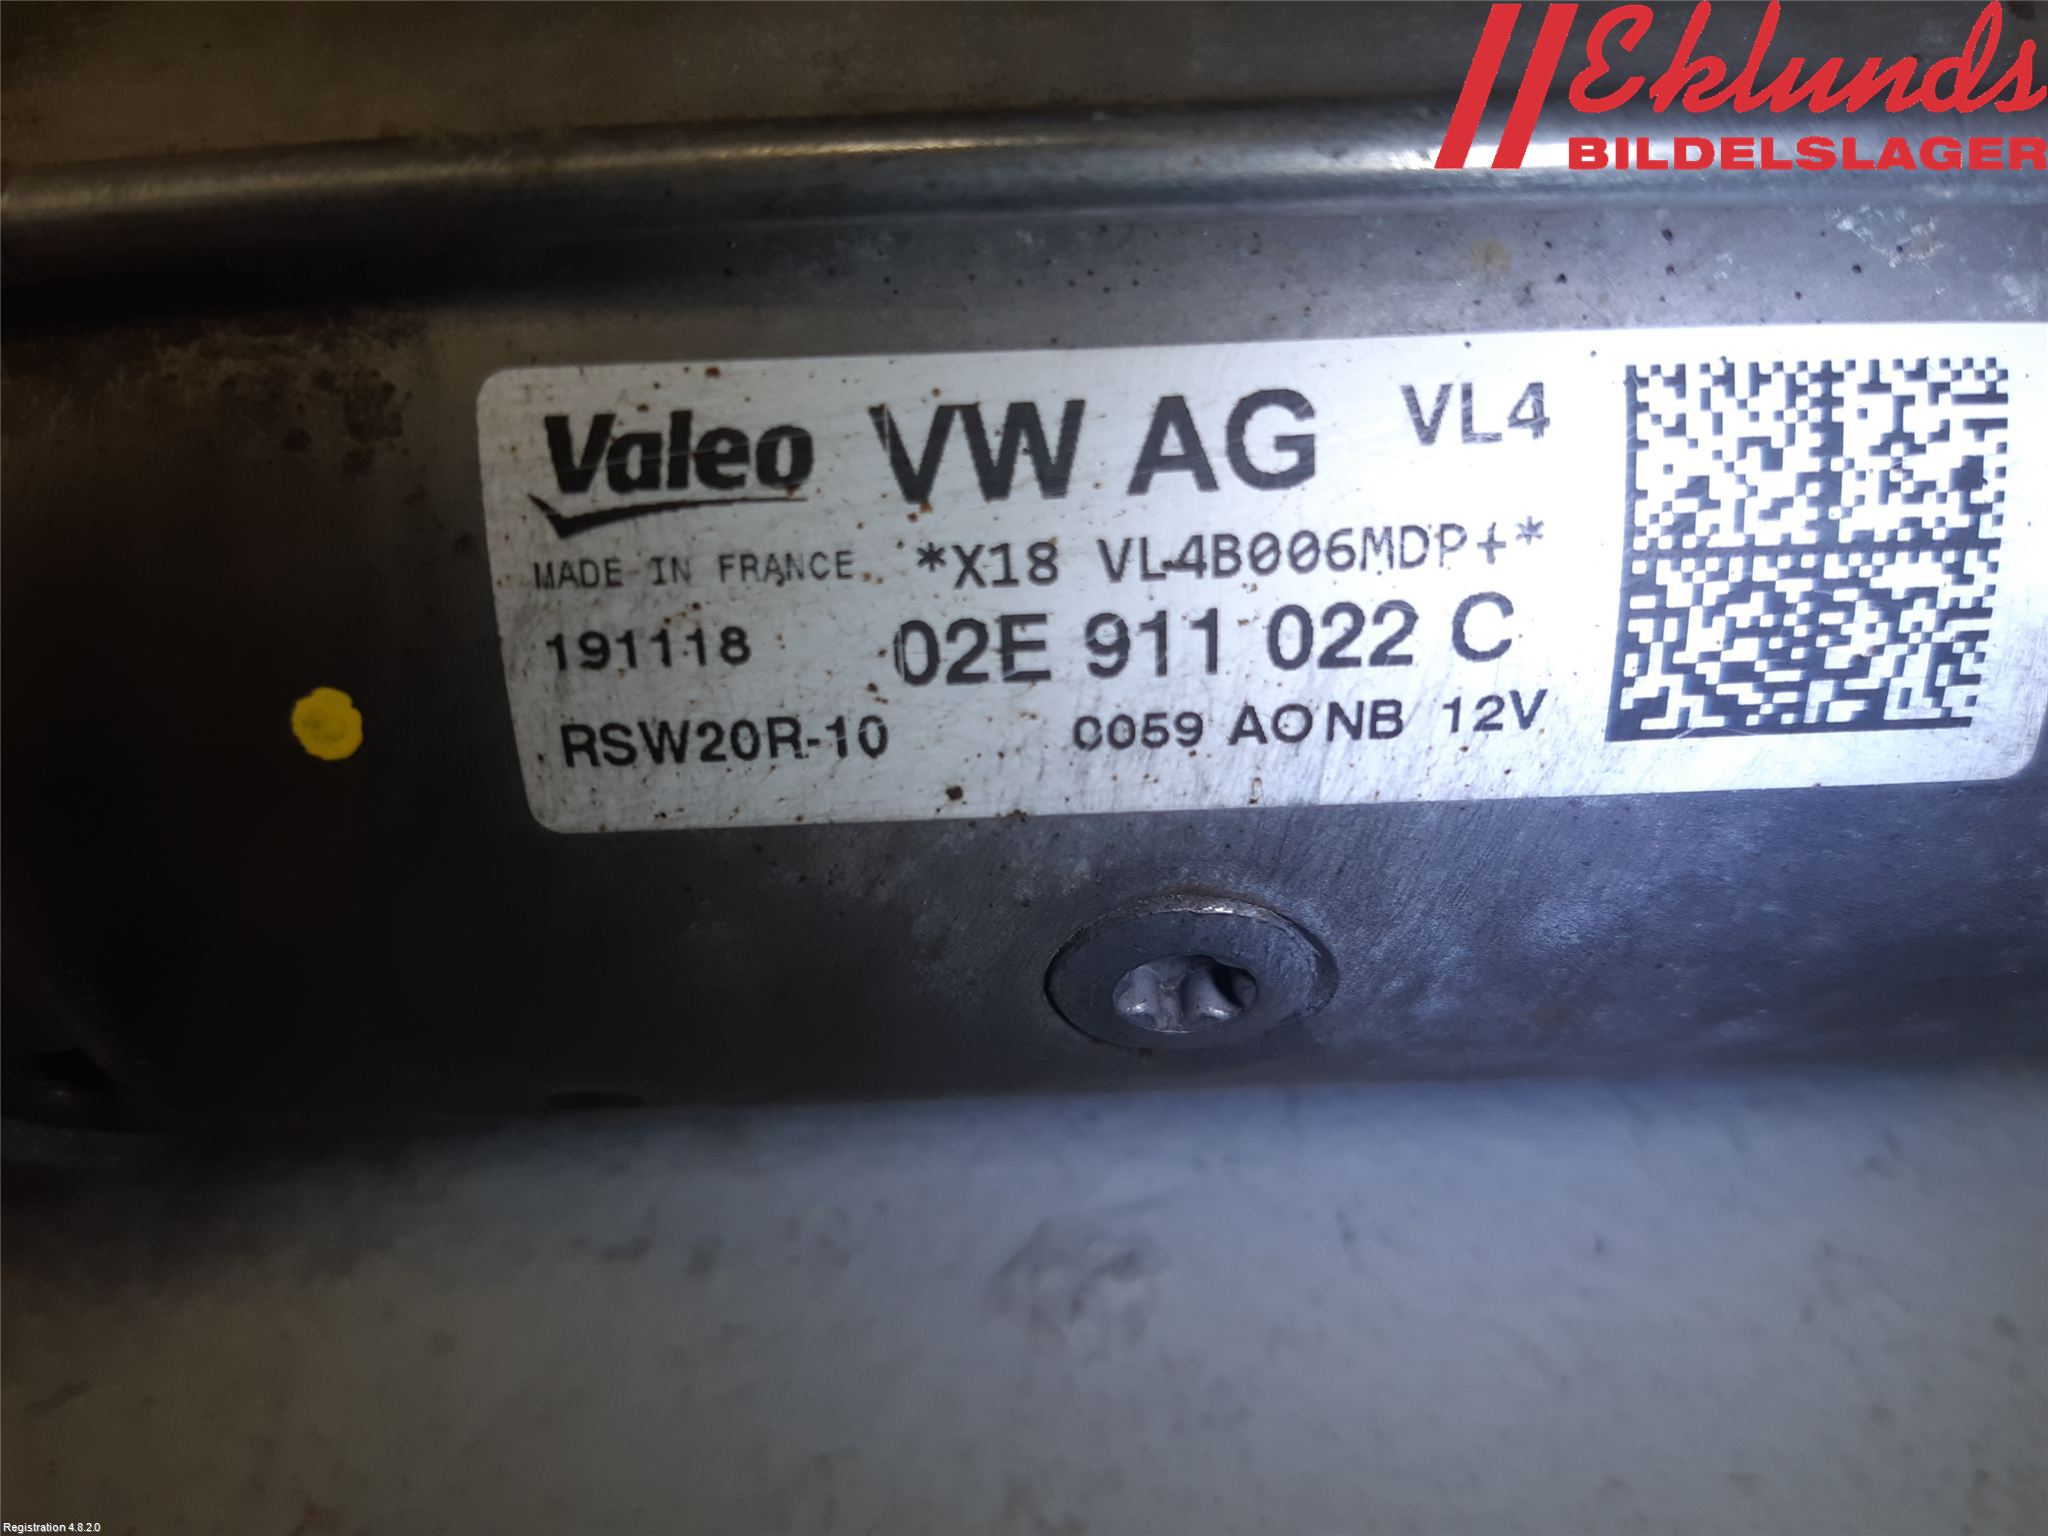 Eklunds
BILDELSLAGER
Valeo VW AG VL4
MADE IN FRANCE *X18 VL4B006MDP+*
191118 02E 911 022 C
RSW20R-10 0059 AONB 12V
Registration 4.8.2.0